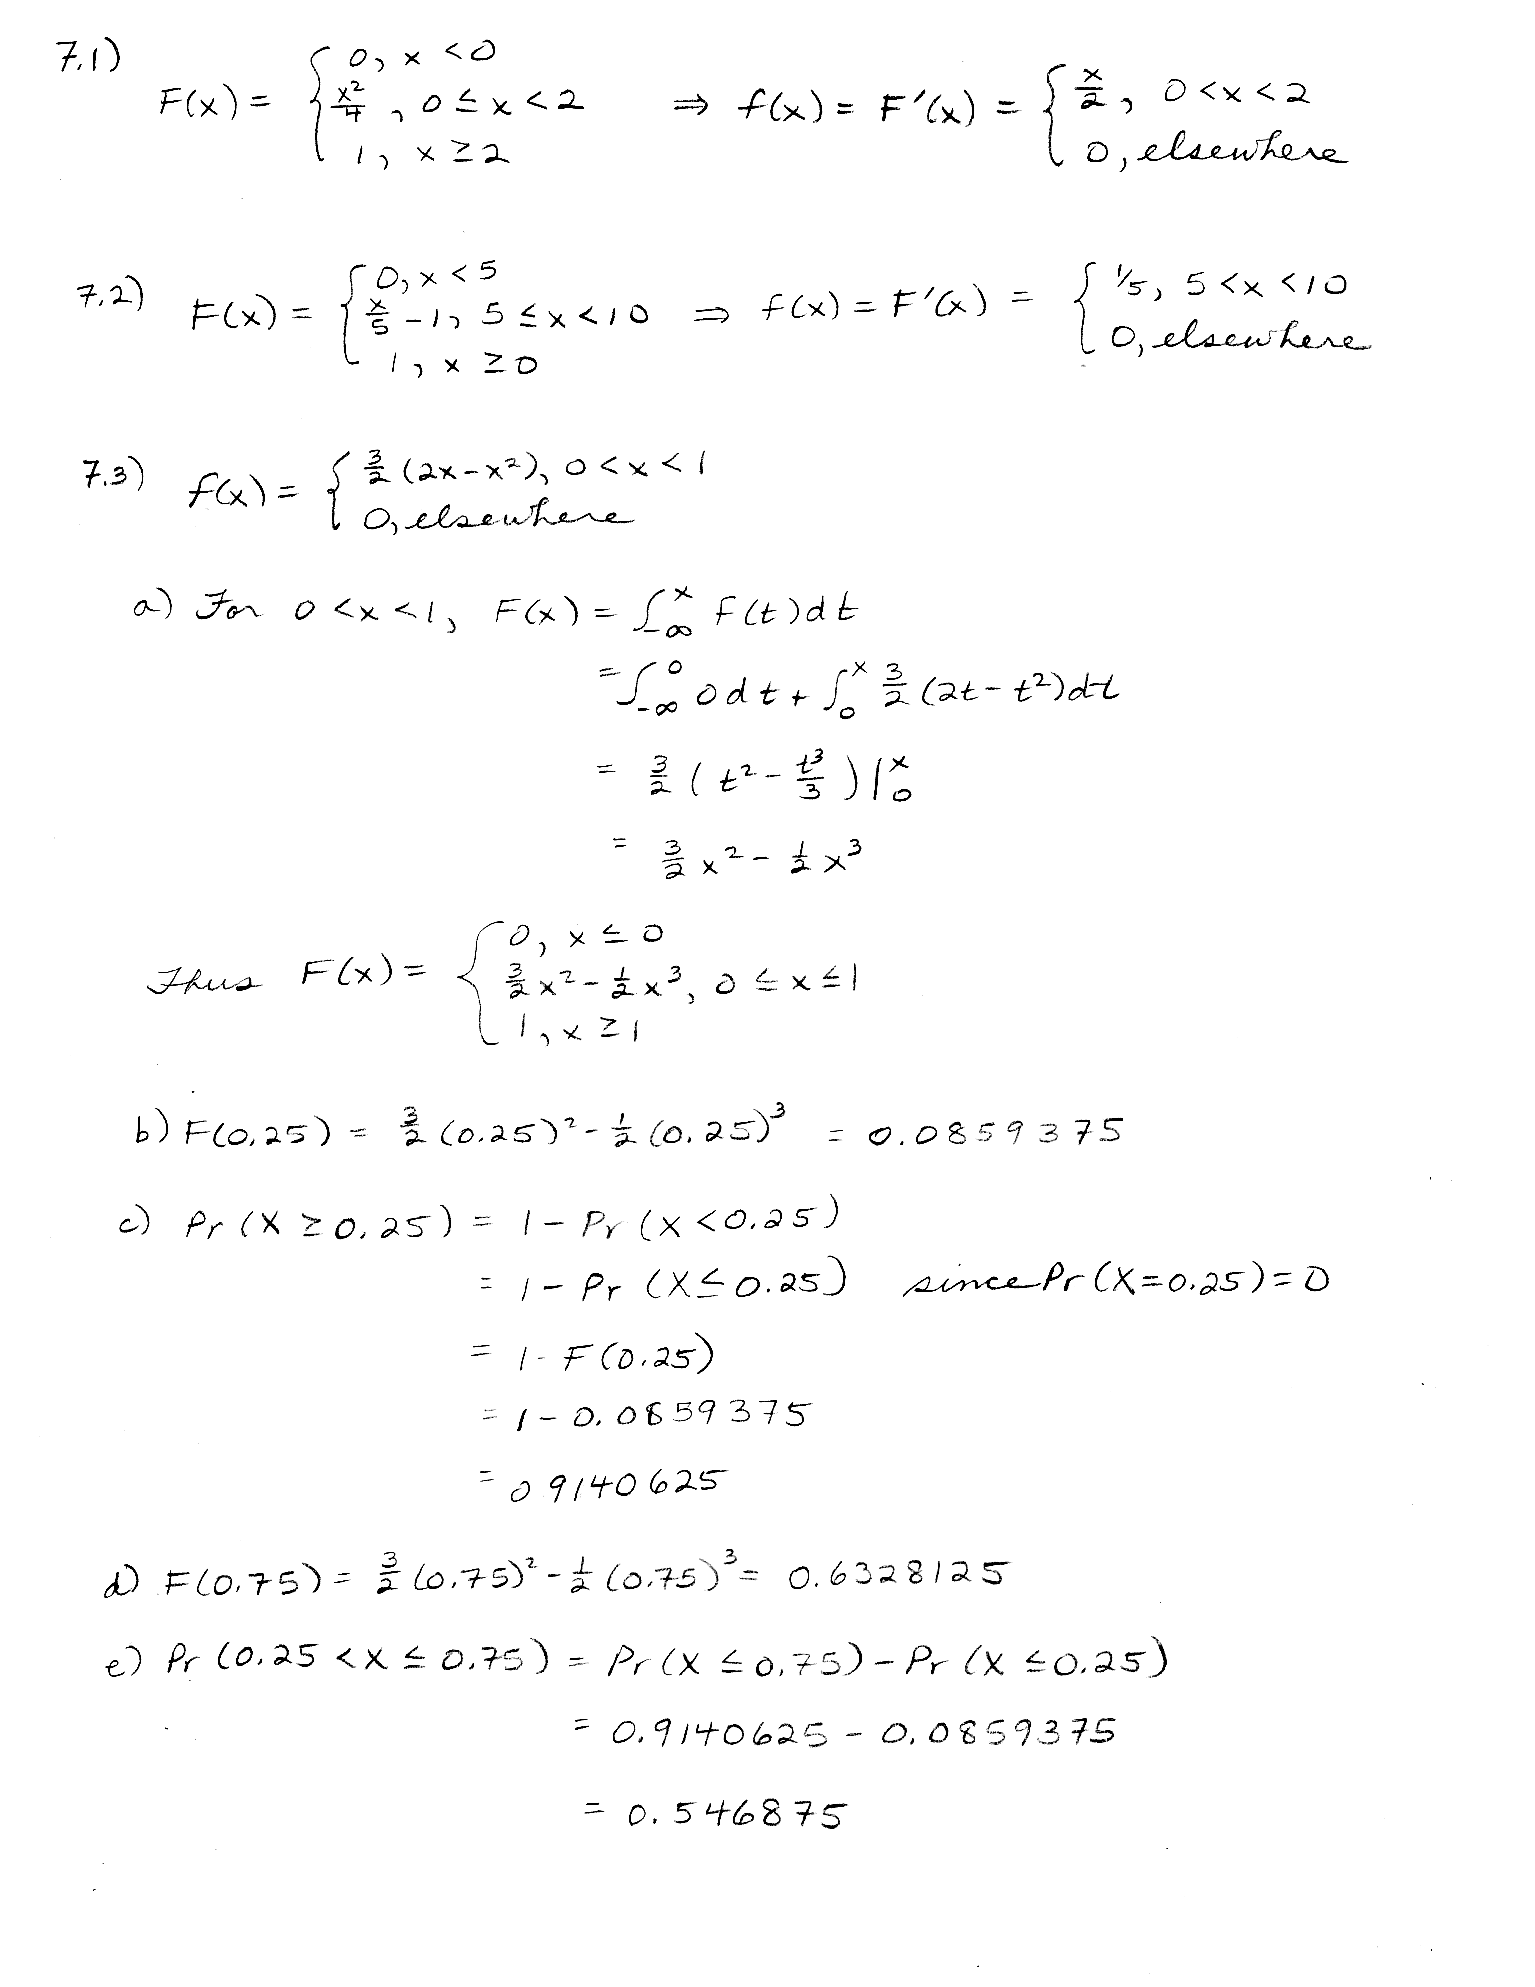 7.1)
F(x) = { 0, x < 0
x²/4, 0 ≤ x < 2 ⇒ f(x) = F'(x) = { x/2, 0 < x < 2
1, x ≥ 2 0, elsewhere
7.2) F(x) = { 0, x < 5
x/5 - 1, 5 ≤ x < 10 ⇒ f(x) = F'(x) = { 1/5, 5 < x < 10
1, x ≥ 0 0, elsewhere
7.3) f(x) = { 3/2 (2x - x²), 0 < x < 1
0, elsewhere
a) For 0 < x < 1, F(x) = ∫_{-∞}^{x} f(t)dt
= ∫_{-∞}^{0} 0dt + ∫_{0}^{x} 3/2 (2t - t²)dt
= 3/2 (t² - t³/3)|_{0}^{x}
= 3/2 x² - 1/2 x³
Thus F(x) = { 0, x ≤ 0
3/2 x² - 1/2 x³, 0 ≤ x ≤ 1
1, x ≥ 1
b) F(0.25) = 3/2 (0.25)² - 1/2 (0.25)³ = 0.0859375
c) Pr (X ≥ 0.25) = 1 - Pr (X < 0.25)
= 1 - Pr (X ≤ 0.25) since Pr (X = 0.25) = 0
= 1 - F(0.25)
= 1 - 0.0859375
= 0 9140625
d) F(0.75) = 3/2 (0.75)² - 1/2 (0.75)³ = 0.6328125
e) Pr (0.25 < X ≤ 0.75) = Pr (X ≤ 0.75) - Pr (X ≤ 0.25)
= 0.9140625 - 0.0859375
= 0.546875